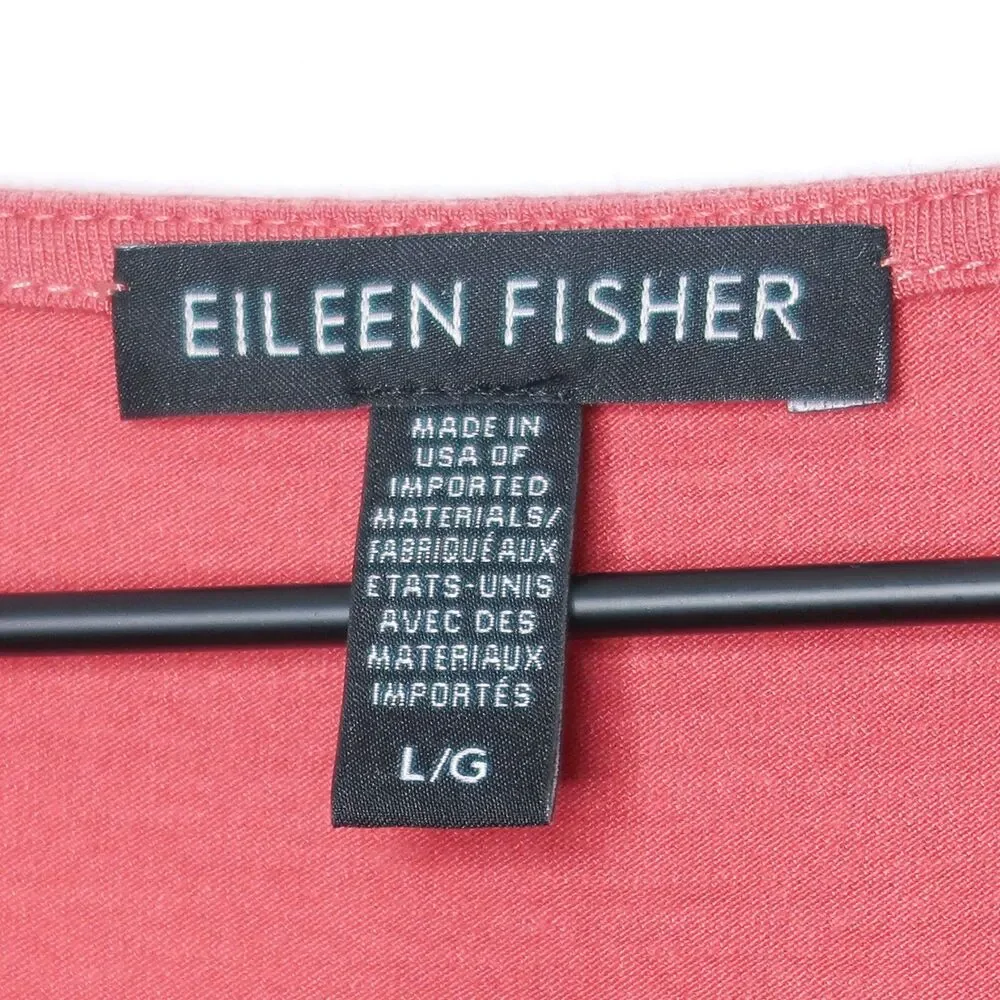 EILEEN FISHER
MADE IN
USA OF
IMPORTED
MATERIALS/
FABRIQUÉ AUX
ETATS-UNIS
AVEC DES
MATERIAUX
IMPORTÉS
L/G